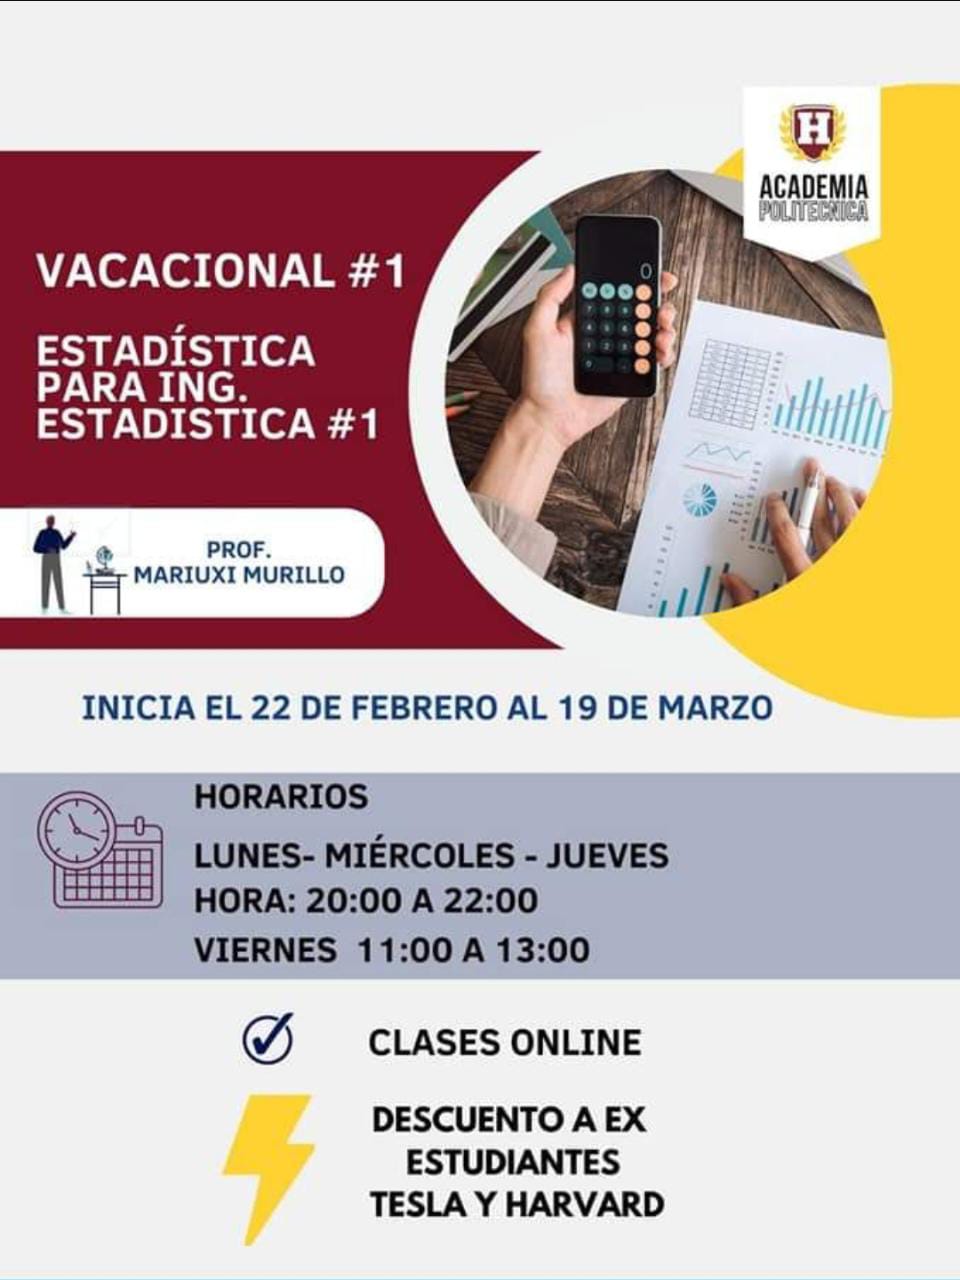 H
ACADEMIA
POLITECNICA
VACACIONAL #1
ESTADÍSTICA
PARA ING.
ESTADISTICA #1
PROF.
MARIUXI MURILLO
INICIA EL 22 DE FEBRERO AL 19 DE MARZO
HORARIOS
LUNES- MIÉRCOLES - JUEVES
HORA: 20:00 A 22:00
VIERNES 11:00 A 13:00
CLASES ONLINE
DESCUENTO A EX
ESTUDIANTES
TESLA Y HARVARD